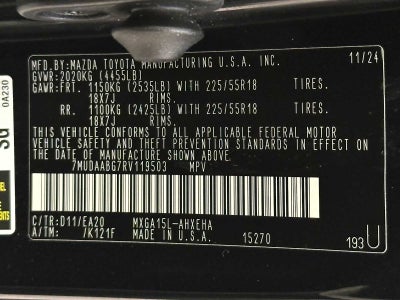 MFD.BY:MAZDA TOYOTA MANUFACTURING U.S.A. INC. 11/24
GVWR:2020KG (4455LB)
GAWR:FRT. 1150KG (2535LB) WITH 225/55R18 TIRES.
18X7J RIMS.
RR. 1100KG (2425LB) WITH 225/55R18 TIRES.
18X7J RIMS.
THIS VEHICLE CONFORMS TO ALL APPLICABLE FEDERAL MOTOR
VEHICLE SAFETY AND THEFT PREVENTION STANDARDS IN EFFECT ON
THE DATE OF MANUFACTURE SHOWN ABOVE.
7MUDAABG7RV119503 MPV
C/TR:D11/EA20 MXGA15L-AHXEHA
A/TM: /K121F MADE IN U.S.A. 15270 193U
0A230